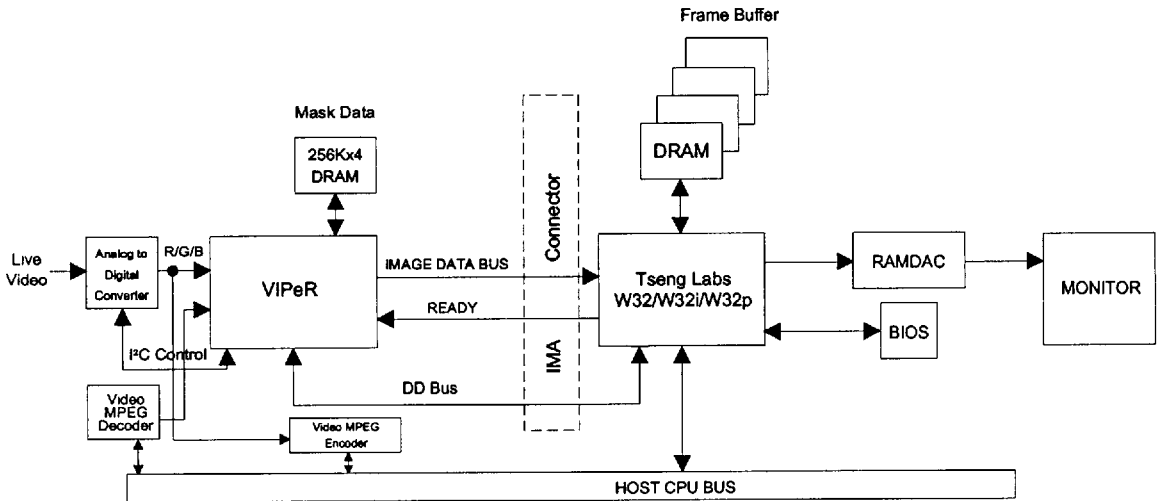 Frame Buffer
Mask Data
256Kx4
DRAM
DRAM
Connector
IMA
Live
Video
Analog to
Digital
Converter
R/G/B
VIPeR
IMAGE DATA BUS
READY
Tseng Labs
W32/W32i/W32p
RAMDAC
MONITOR
BIOS
I²C Control
DD Bus
Video
MPEG
Decoder
Video MPEG
Encoder
HOST CPU BUS